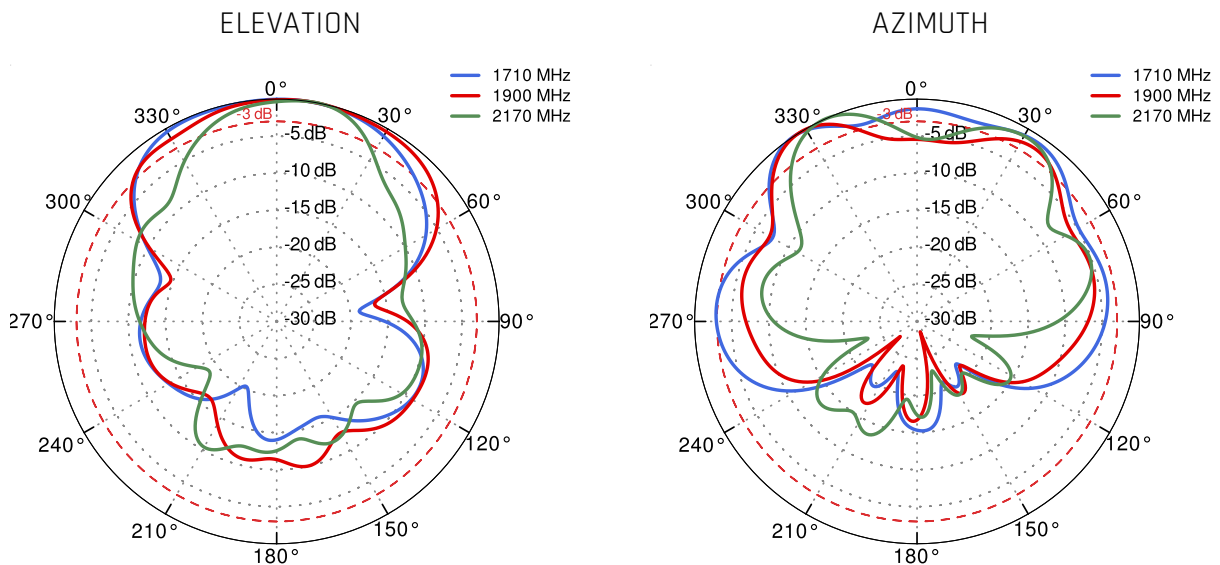 ELEVATION
1710 MHz
1900 MHz
2170 MHz
0°
330°
-3 dB
30°
-5 dB
-10 dB
300°
60°
-15 dB
-20 dB
-25 dB
270°
-30 dB
90°
240°
120°
210°
150°
180°
AZIMUTH
1710 MHz
1900 MHz
2170 MHz
0°
330°
-3 dB
30°
-5 dB
-10 dB
300°
60°
-15 dB
-20 dB
-25 dB
270°
-30 dB
90°
240°
120°
210°
150°
180°